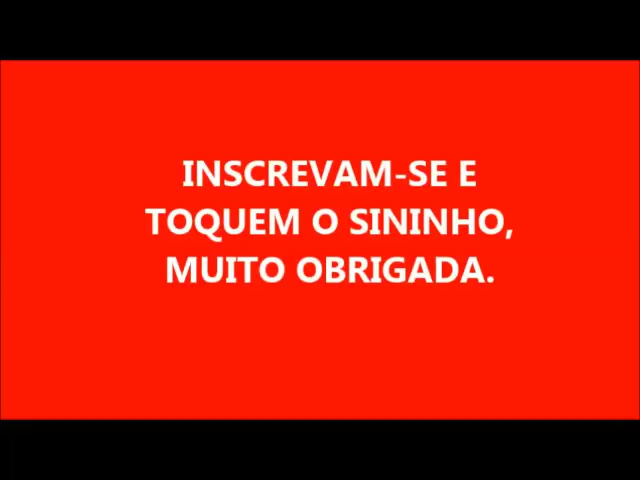 INSCREVAM-SE E
TOQUEM O SININHO,
MUITO OBRIGADA.